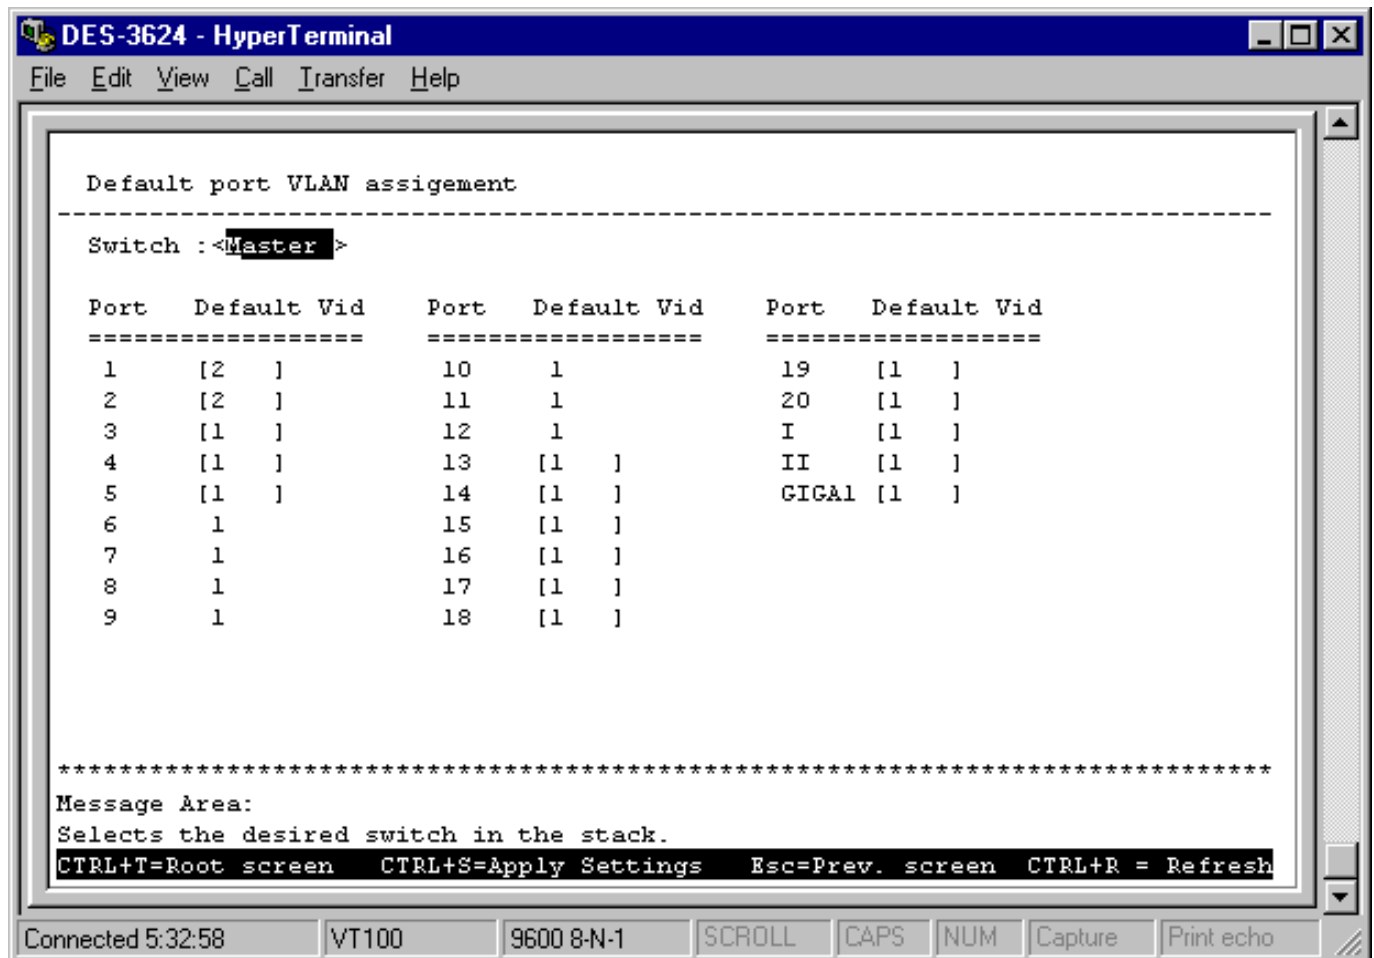 DES-3624 - HyperTerminal
File Edit View Call Transfer Help
Default port VLAN assigement
--------------------------------------------------------------------------------
Switch :<Master >
Port Default Vid Port Default Vid Port Default Vid
================== ================== ==================
1 [2 ] 10 1 19 [1 ]
2 [2 ] 11 1 20 [1 ]
3 [1 ] 12 1 I [1 ]
4 [1 ] 13 [1 ] II [1 ]
5 [1 ] 14 [1 ] GIGA1 [1 ]
6 1 15 [1 ]
7 1 16 [1 ]
8 1 17 [1 ]
9 1 18 [1 ]
*******************************************************************************
Message Area:
Selects the desired switch in the stack.
CTRL+T=Root screen CTRL+S=Apply Settings Esc=Prev. screen CTRL+R = Refresh
Connected 5:32:58 VT100 9600 8-N-1 SCROLL CAPS NUM Capture Print echo